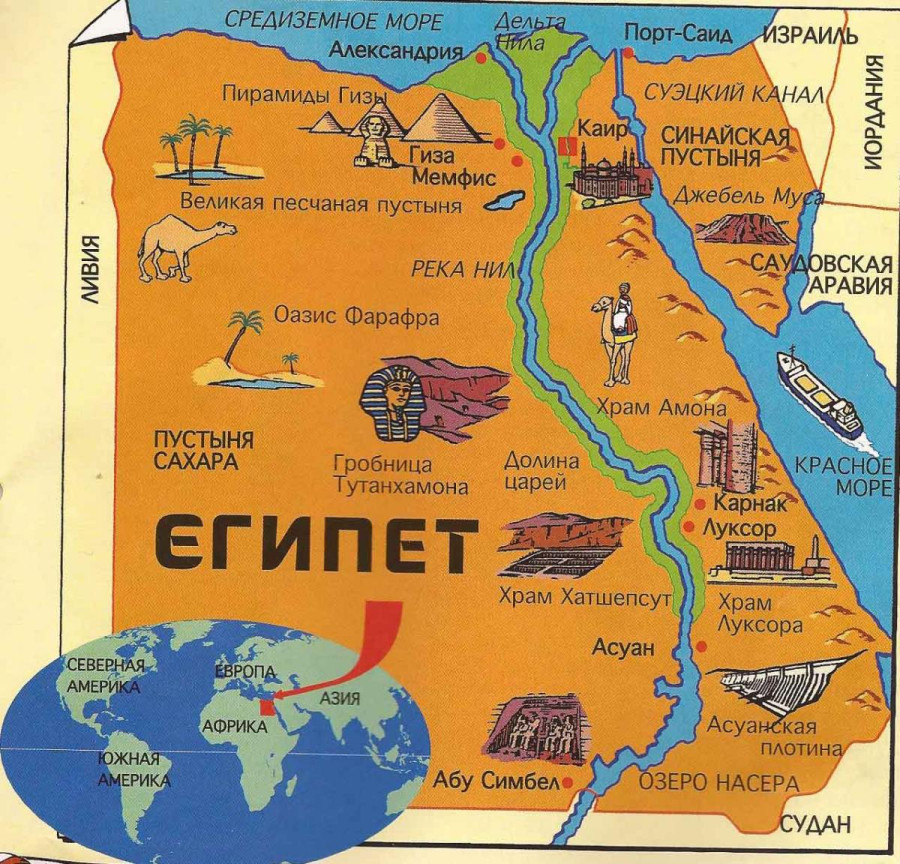 СРЕДИЗЕМНОЕ МОРЕ
Дельта
Нила
Александрия
Порт-Саид
ИЗРАИЛЬ
ИОРДАНИЯ
Пирамиды Гизы
СУЭЦКИЙ КАНАЛ
Каир
СИНАЙСКАЯ
ПУСТЫНЯ
Гиза
Мемфис
Великая песчаная пустыня
Джебель Муса
ЛИВИЯ
РЕКА НИЛ
САУДОВСКАЯ
АРАВИЯ
Оазис Фарафра
Храм Амона
ПУСТЫНЯ
САХАРА
Гробница
Тутанхамона
Долина
царей
КРАСНОЕ
МОРЕ
Карнак
Луксор
ЕГИПЕТ
Храм Хатшепсут
Храм
Луксора
Асуан
СЕВЕРНАЯ
АМЕРИКА
ЕВРОПА
АЗИЯ
АФРИКА
ЮЖНАЯ
АМЕРИКА
Асуанская
плотина
Абу Симбел
ОЗЕРО НАСЕРА
СУДАН